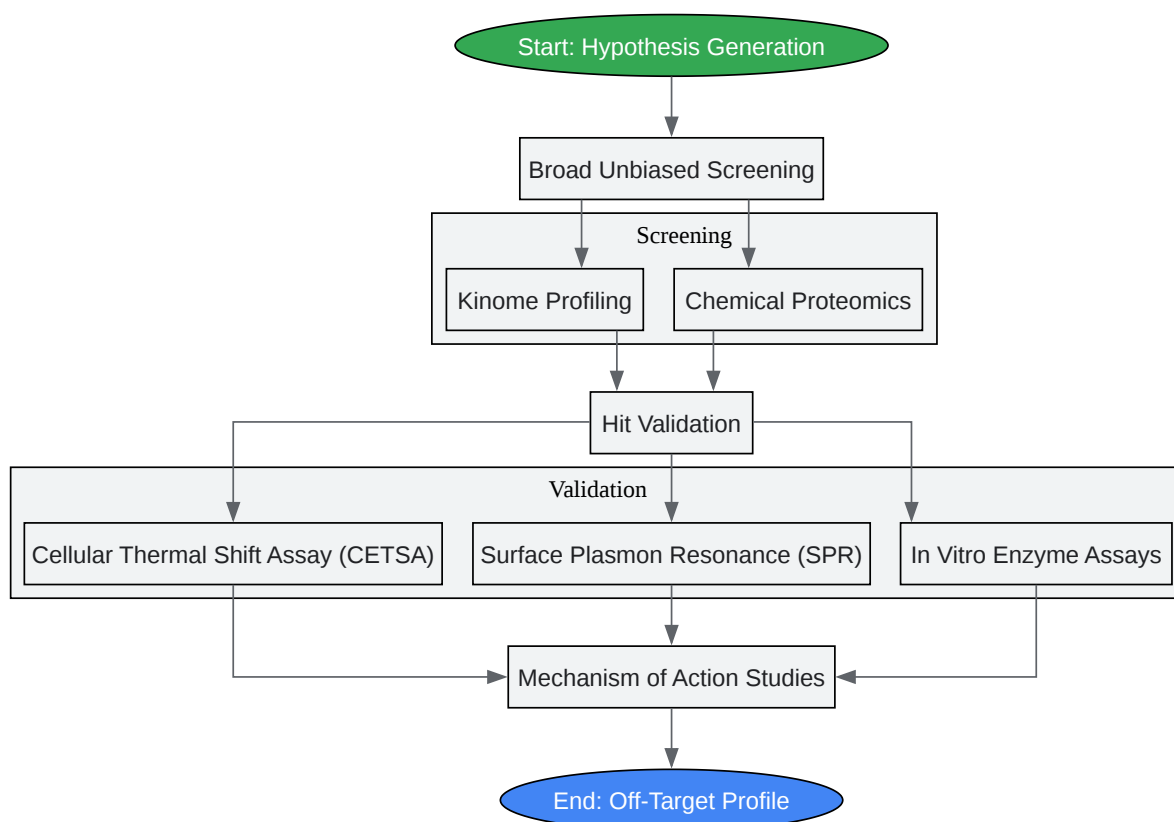 Start: Hypothesis Generation
Broad Unbiased Screening
Screening
Kinome Profiling
Chemical Proteomics
Hit Validation
Validation
Cellular Thermal Shift Assay (CETSA)
Surface Plasmon Resonance (SPR)
In Vitro Enzyme Assays
Mechanism of Action Studies
End: Off-Target Profile